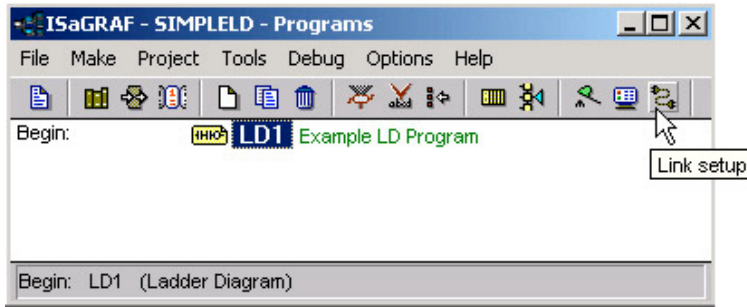 ISaGRAF - SIMPLELD - Programs
File Make Project Tools Debug Options Help
Begin: LD1 Example LD Program
Link setup
Begin: LD1 (Ladder Diagram)